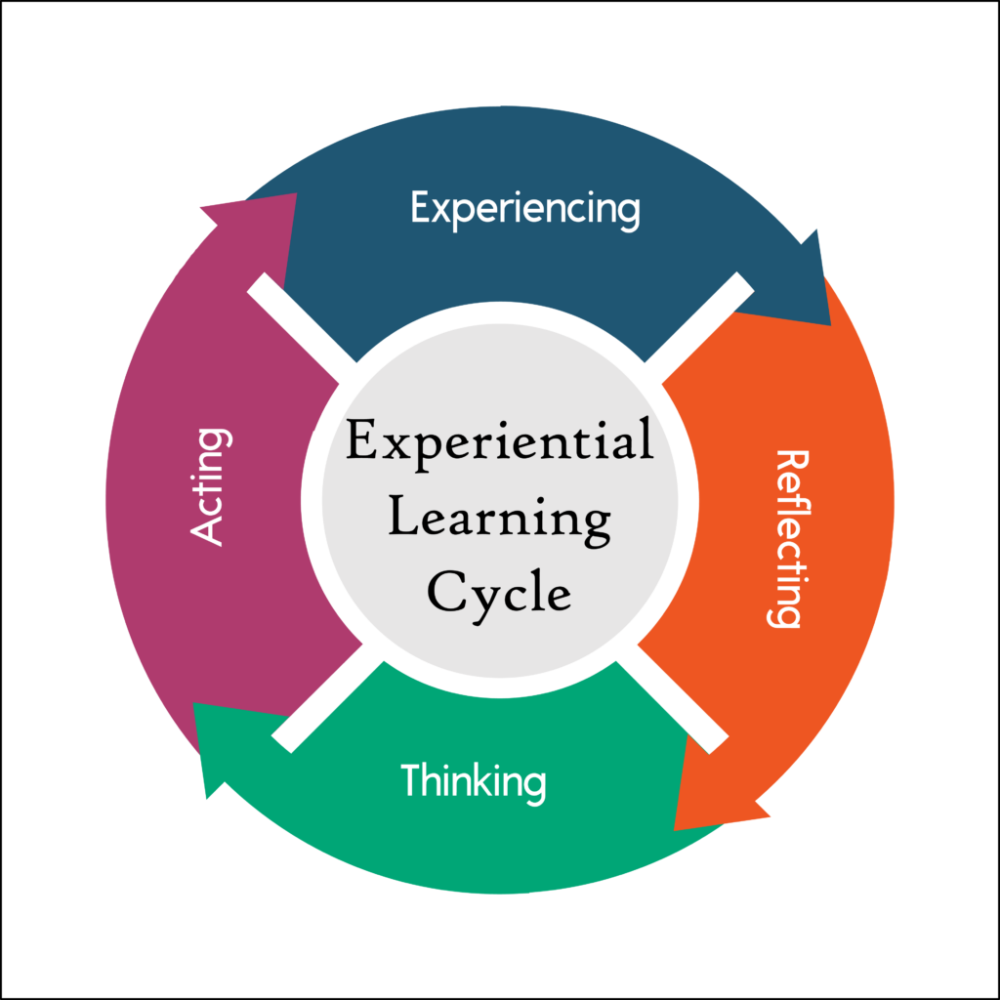 Experiencing
Reflecting
Thinking
Acting
Experiential
Learning
Cycle